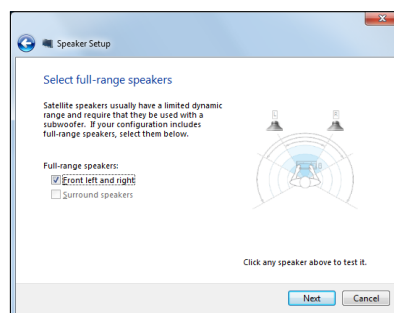 Speaker Setup
Select full-range speakers
Satellite speakers usually have a limited dynamic
range and require that they be used with a
subwoofer. If your configuration includes
full-range speakers, select them below.
L
R
Full-range speakers:
Front left and right
Surround speakers
Click any speaker above to test it.
Next
Cancel